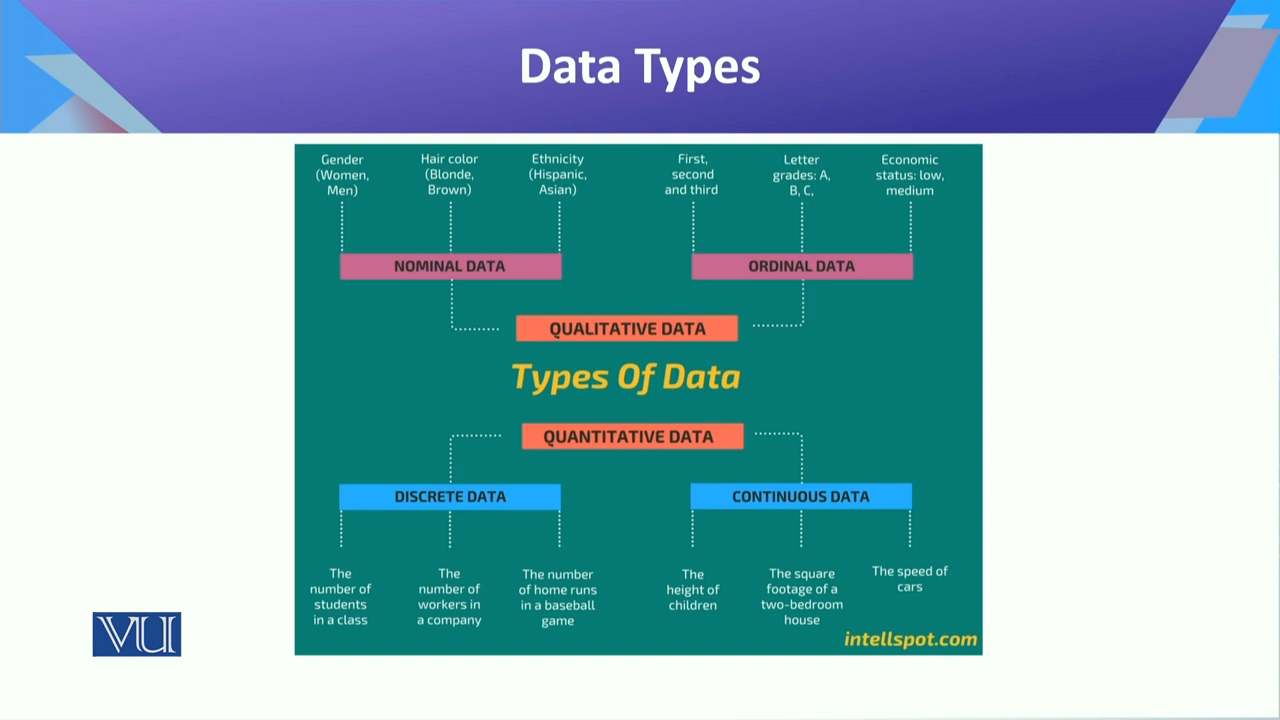 Data Types
Gender
(Women,
Men)
Hair color
(Blonde,
Brown)
Ethnicity
(Hispanic,
Asian)
First,
second
and third
Letter
grades: A,
B, C,
Economic
status: low,
medium
NOMINAL DATA
ORDINAL DATA
QUALITATIVE DATA
Types Of Data
QUANTITATIVE DATA
DISCRETE DATA
CONTINUOUS DATA
The
number of
students
in a class
The
number of
workers in
a company
The number
of home runs
in a baseball
game
The
height of
children
The square
footage of a
two-bedroom
house
The speed of
cars
intellspot.com
VU